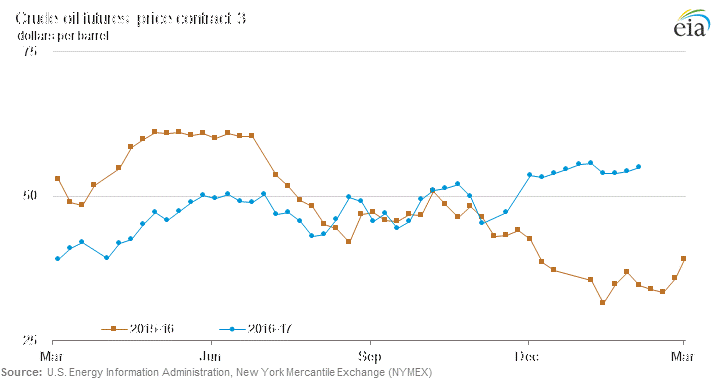 Crude oil futures price contract 3
dollars per barrel
eia
75
50
25
2015-16
2016-17
Mar
Jun
Sep
Dec
Mar
Source: U.S. Energy Information Administration, New York Mercantile Exchange (NYMEX)